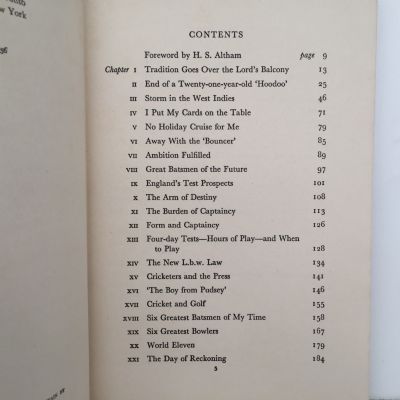 w York
CONTENTS
Foreword by H. S. Altham page 9
Chapter I Tradition Goes Over the Lord's Balcony 13
II End of a Twenty-one-year-old 'Hoodoo' 25
III Storm in the West Indies 46
IV I Put My Cards on the Table 71
V No Holiday Cruise for Me 79
VI Away With the 'Bouncer' 85
VII Ambition Fulfilled 89
VIII Great Batsmen of the Future 97
IX England's Test Prospects 101
X The Arm of Destiny 108
XI The Burden of Captaincy 113
XII Form and Captaincy 126
XIII Four-day Tests—Hours of Play—and When
to Play 128
XIV The New L.b.w. Law 134
XV Cricketers and the Press 141
XVI 'The Boy from Pudsey' 146
XVII Cricket and Golf 155
XVIII Six Greatest Batsmen of My Time 158
XIX Six Greatest Bowlers 167
XX World Eleven 179
XXI The Day of Reckoning 184
5